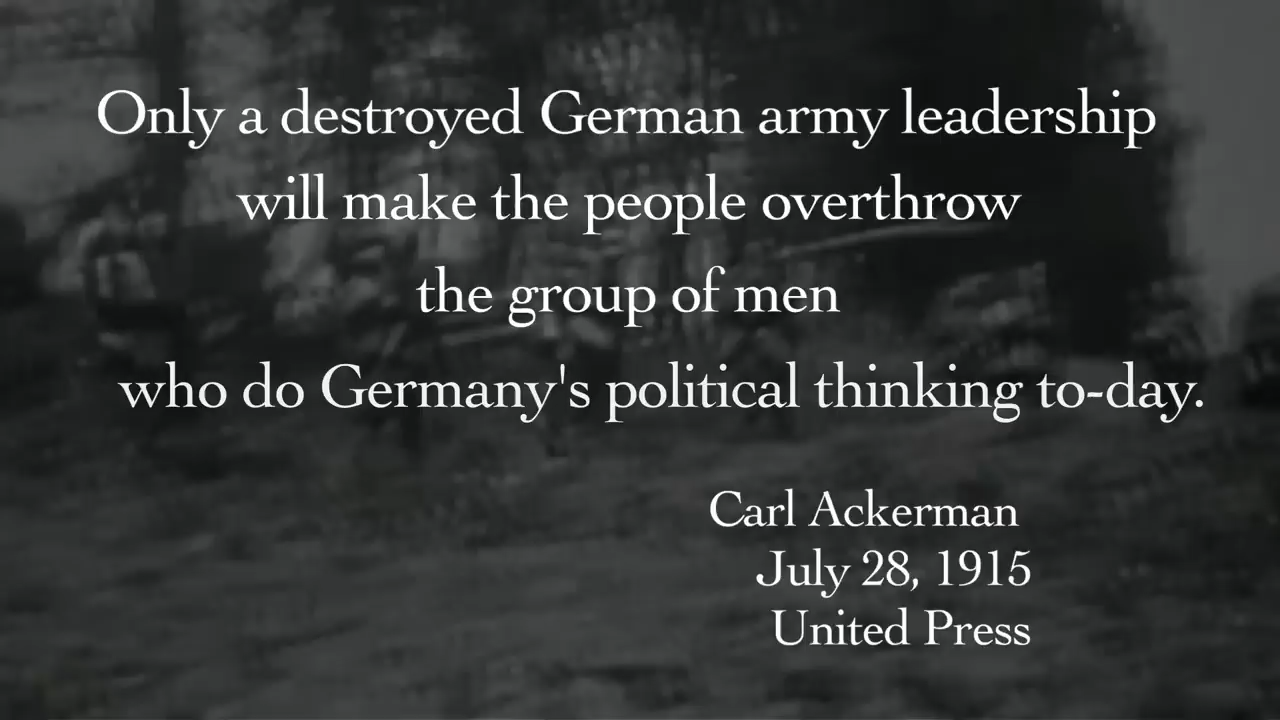 Only a destroyed German army leadership
will make the people overthrow
the group of men
who do Germany's political thinking to-day.
Carl Ackerman
July 28, 1915
United Press